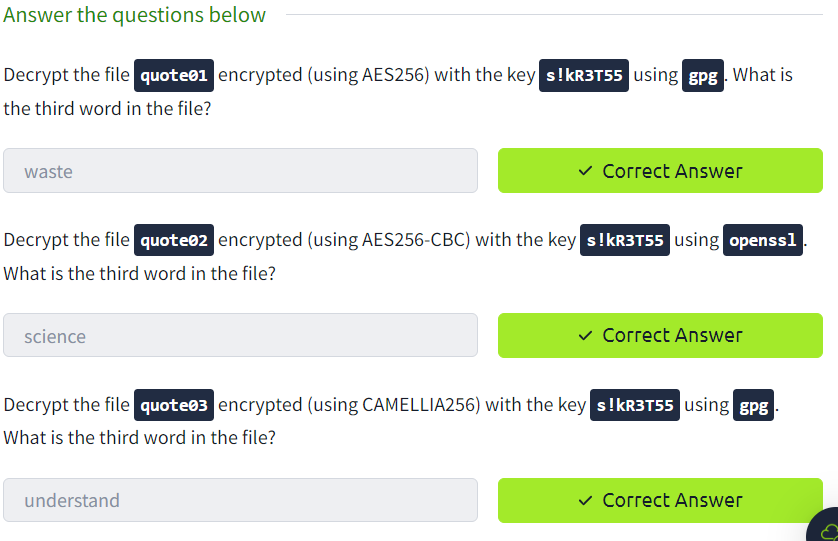 Answer the questions below
Decrypt the file quote01 encrypted (using AES256) with the key s!kR3T55 using gpg. What is
the third word in the file?
waste
✓ Correct Answer
Decrypt the file quote02 encrypted (using AES256-CBC) with the key s!kR3T55 using openssl.
What is the third word in the file?
science
✓ Correct Answer
Decrypt the file quote03 encrypted (using CAMELLIA256) with the key s!kR3T55 using gpg.
What is the third word in the file?
understand
✓ Correct Answer